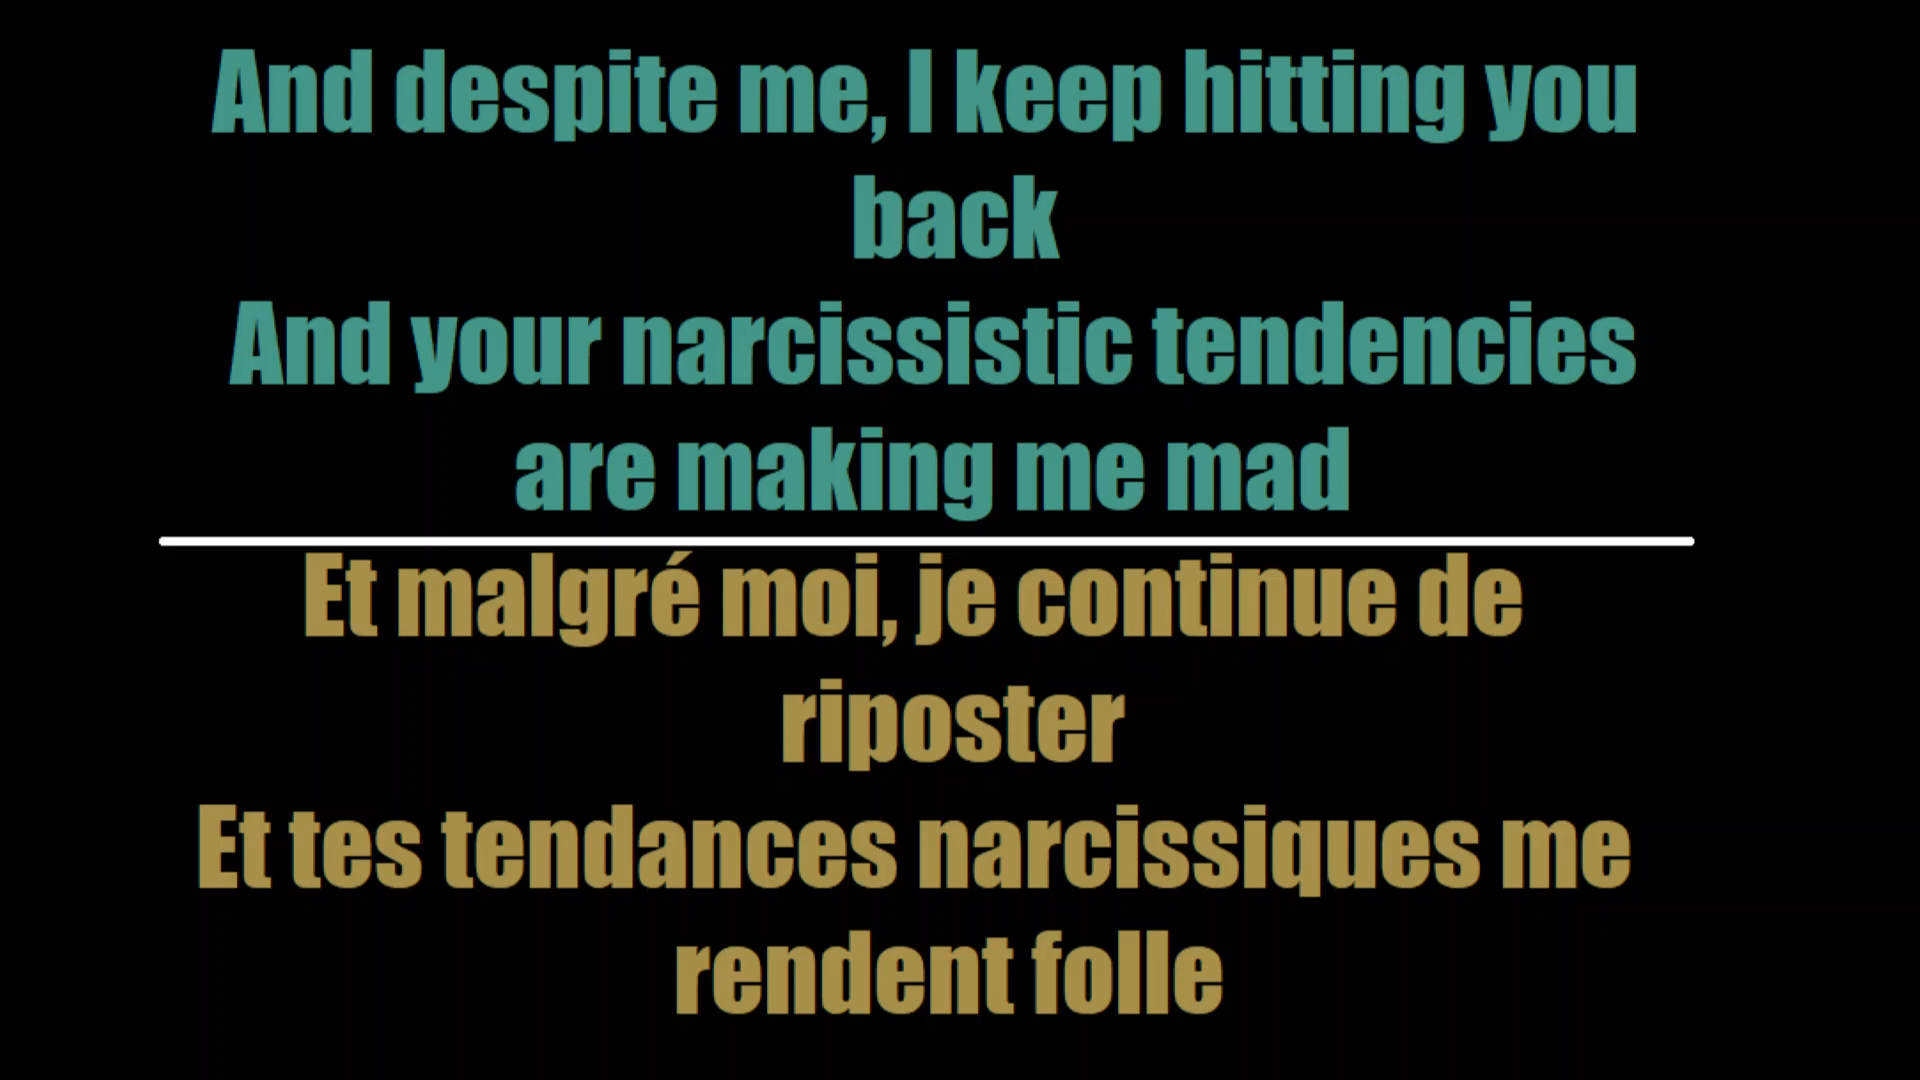 And despite me, I keep hitting you
back
And your narcissistic tendencies
are making me mad
Et malgré moi, je continue de
riposter
Et tes tendances narcissiques me
rendent folle